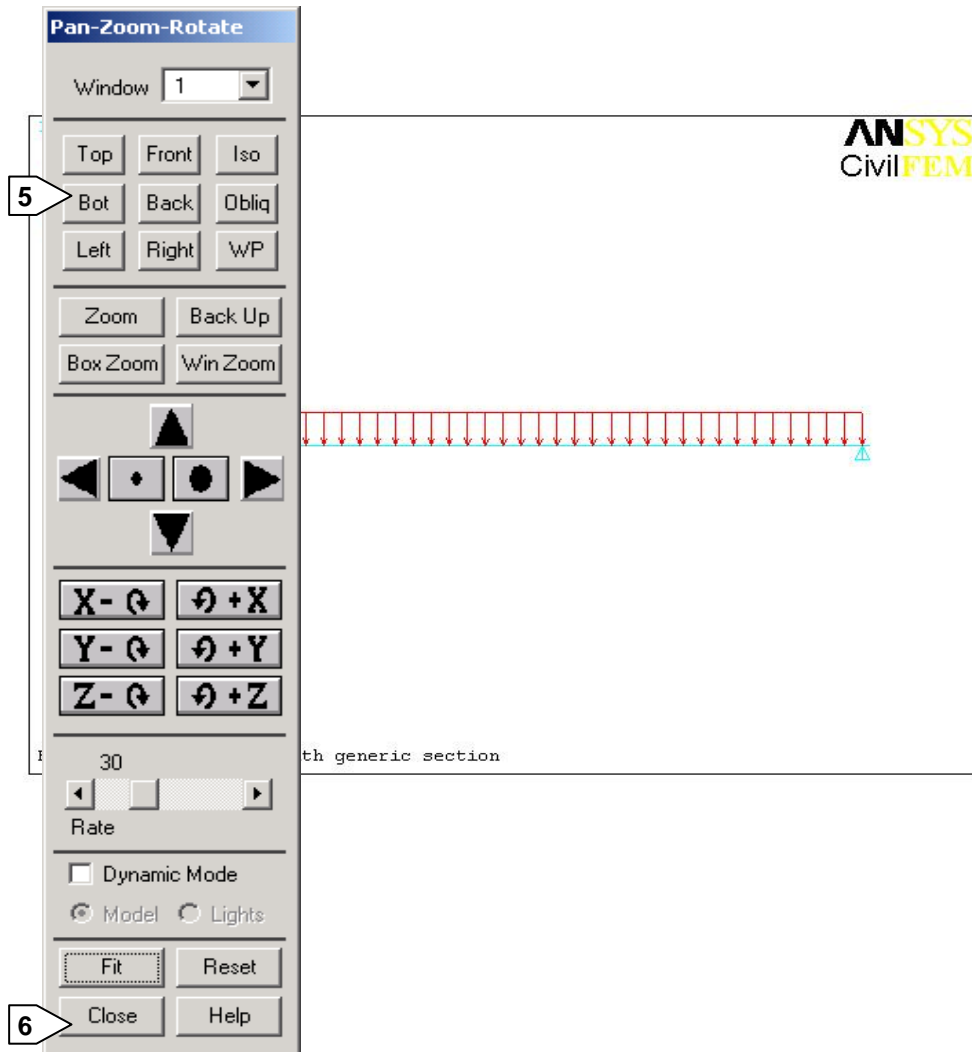 Pan-Zoom-Rotate
Window 1
ANSYS
CivilFEM
Top Front Iso
5
Bot Back Obliq
Left Right WP
Zoom Back Up
Box Zoom Win Zoom
X- +X
Y- +Y
Z- +Z
th generic section
30
Rate
Dynamic Mode
Model Lights
Fit Reset
6
Close Help